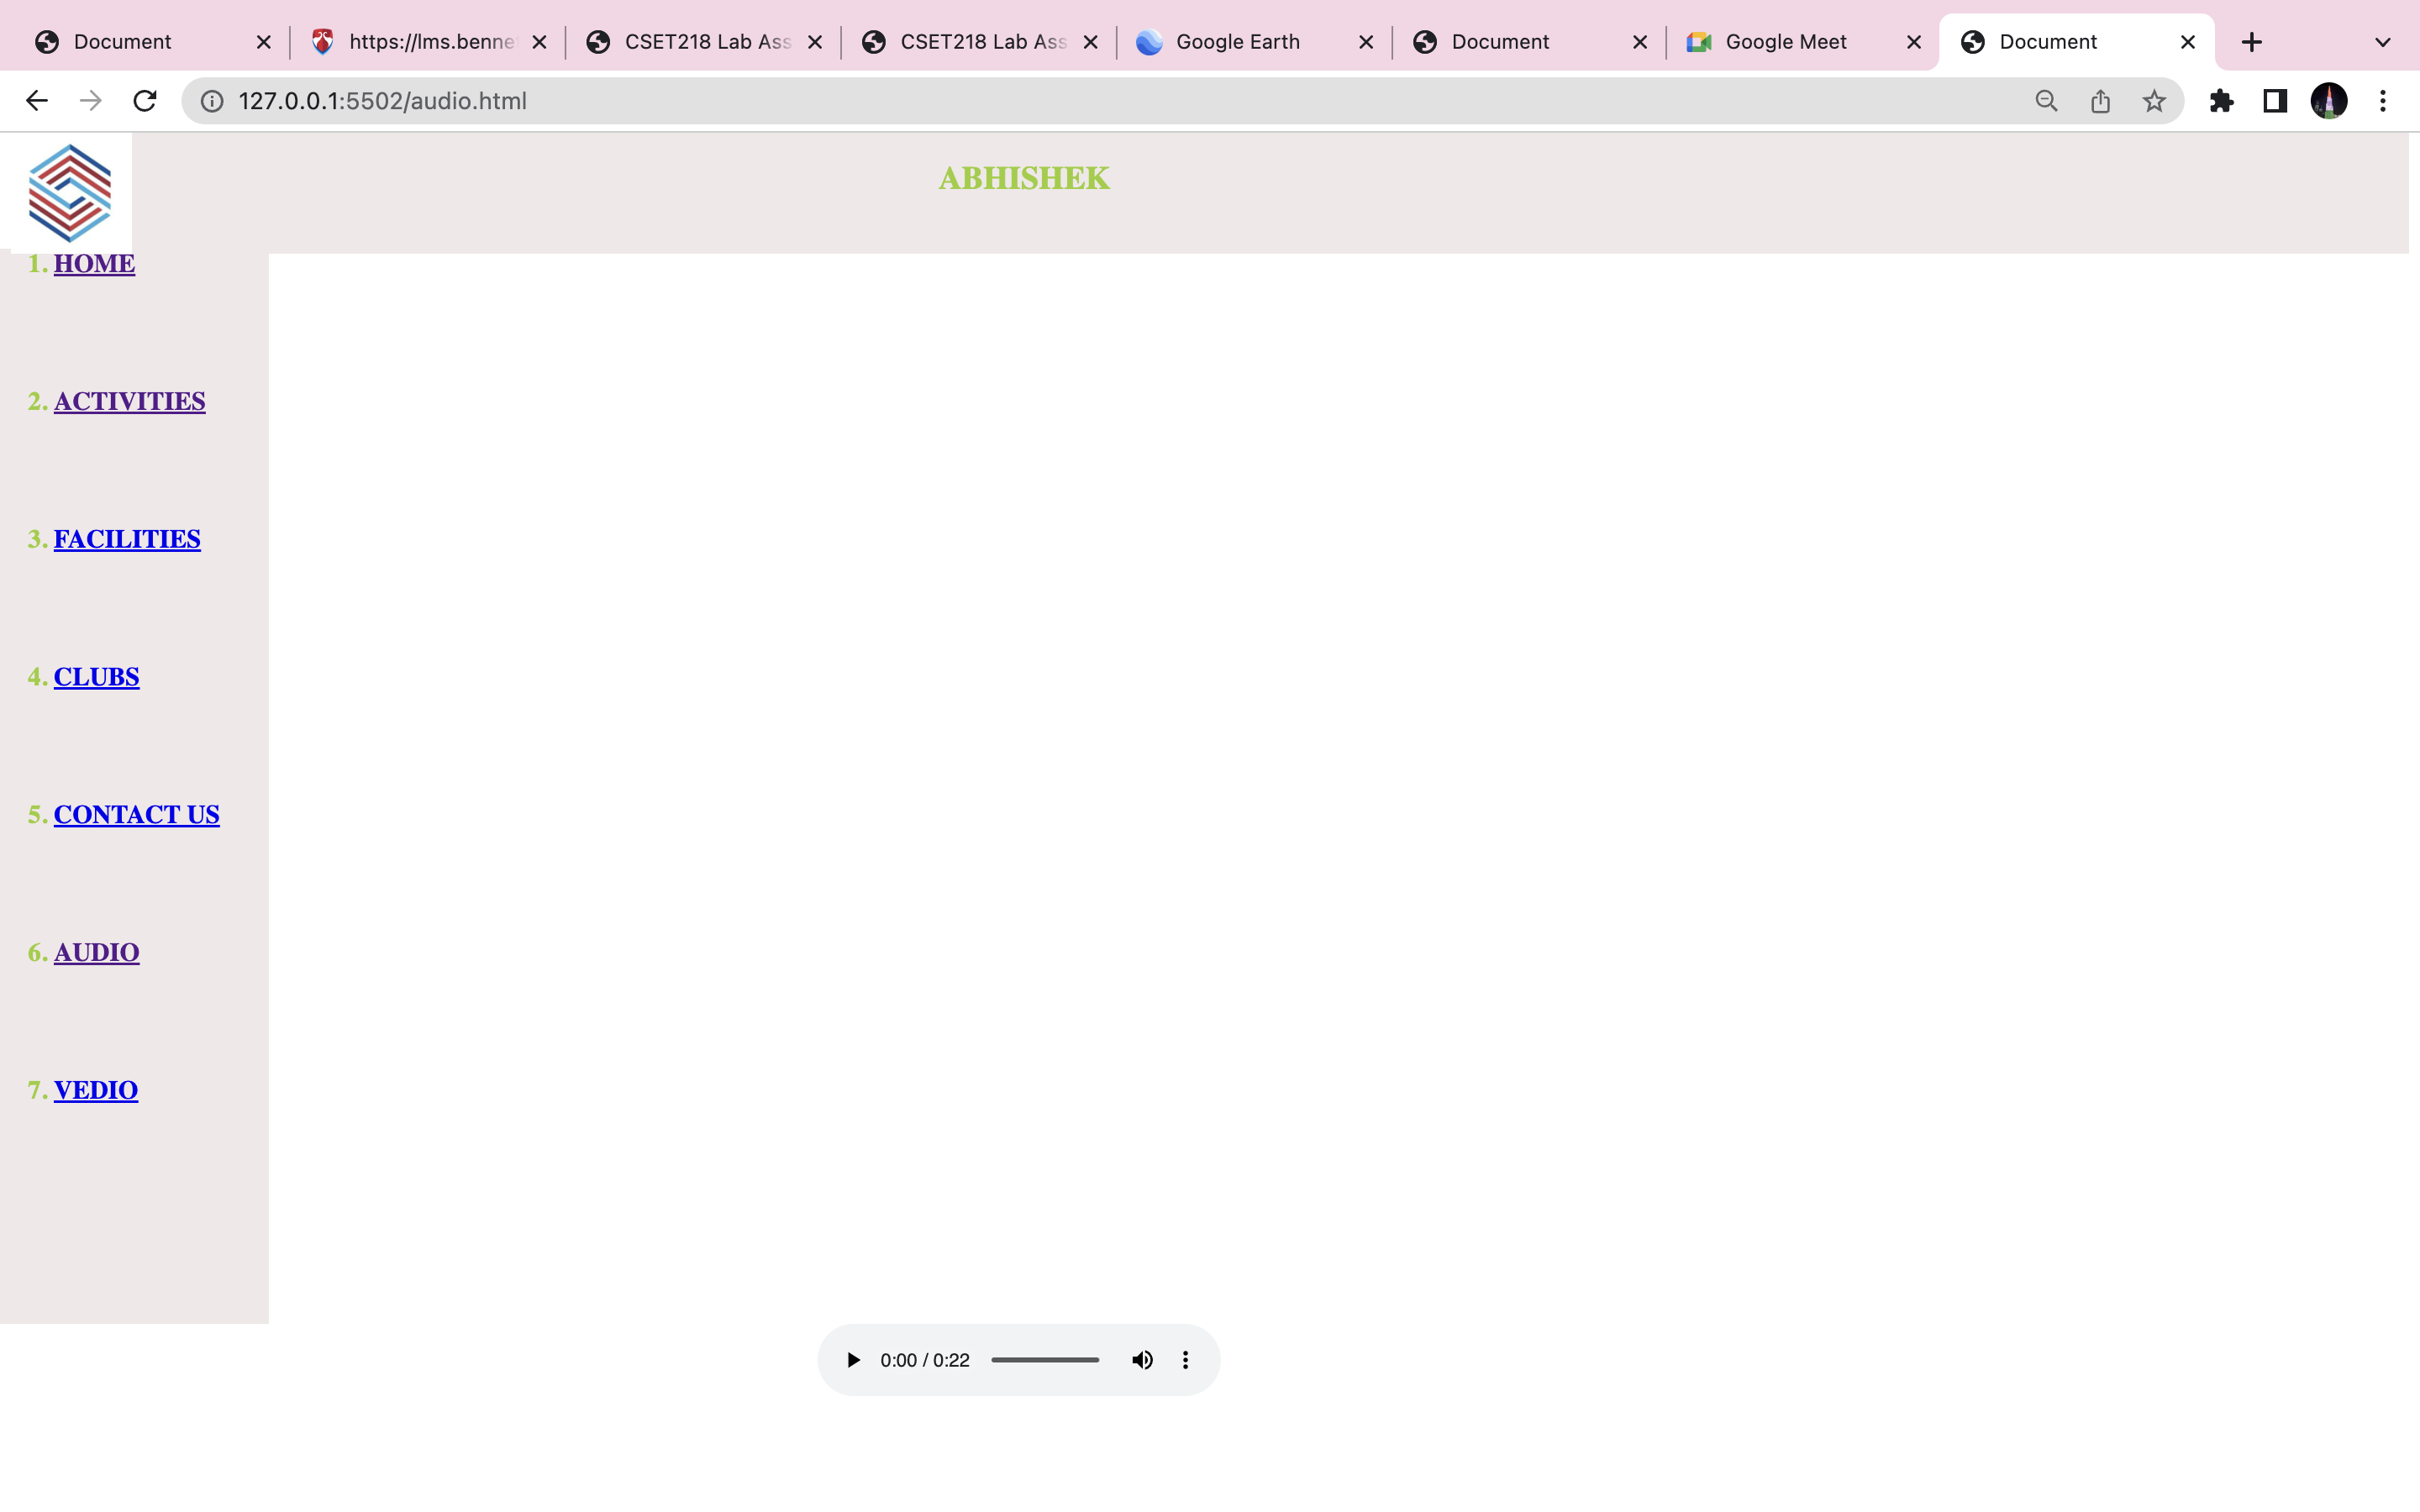 Document https://lms.benne CSET218 Lab Ass CSET218 Lab Ass Google Earth Document Google Meet Document
127.0.0.1:5502/audio.html
ABHISHEK
1. HOME
2. ACTIVITIES
3. FACILITIES
4. CLUBS
5. CONTACT US
6. AUDIO
7. VEDIO
0:00 / 0:22